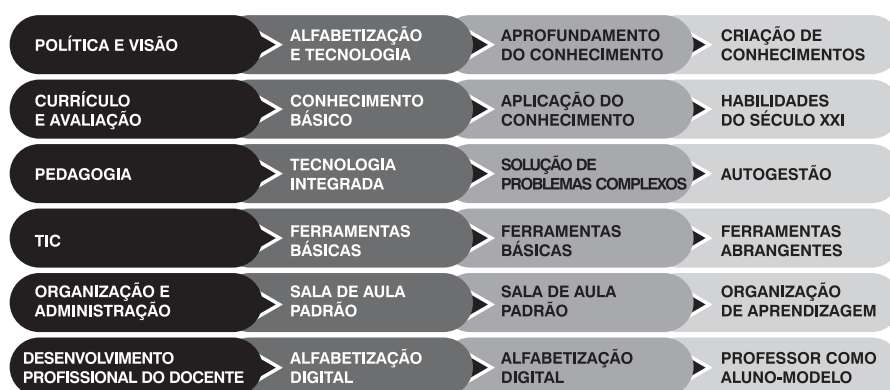 POLÍTICA E VISÃO
ALFABETIZAÇÃO
E TECNOLOGIA
APROFUNDAMENTO
DO CONHECIMENTO
CRIAÇÃO DE
CONHECIMENTOS
CURRÍCULO
E AVALIAÇÃO
CONHECIMENTO
BÁSICO
APLICAÇÃO DO
CONHECIMENTO
HABILIDADES
DO SÉCULO XXI
PEDAGOGIA
TECNOLOGIA
INTEGRADA
SOLUÇÃO DE
PROBLEMAS COMPLEXOS
AUTOGESTÃO
TIC
FERRAMENTAS
BÁSICAS
FERRAMENTAS
BÁSICAS
FERRAMENTAS
ABRANGENTES
ORGANIZAÇÃO E
ADMINISTRAÇÃO
SALA DE AULA
PADRÃO
SALA DE AULA
PADRÃO
ORGANIZAÇÃO
DE APRENDIZAGEM
DESENVOLVIMENTO
PROFISSIONAL DO DOCENTE
ALFABETIZAÇÃO
DIGITAL
ALFABETIZAÇÃO
DIGITAL
PROFESSOR COMO
ALUNO-MODELO